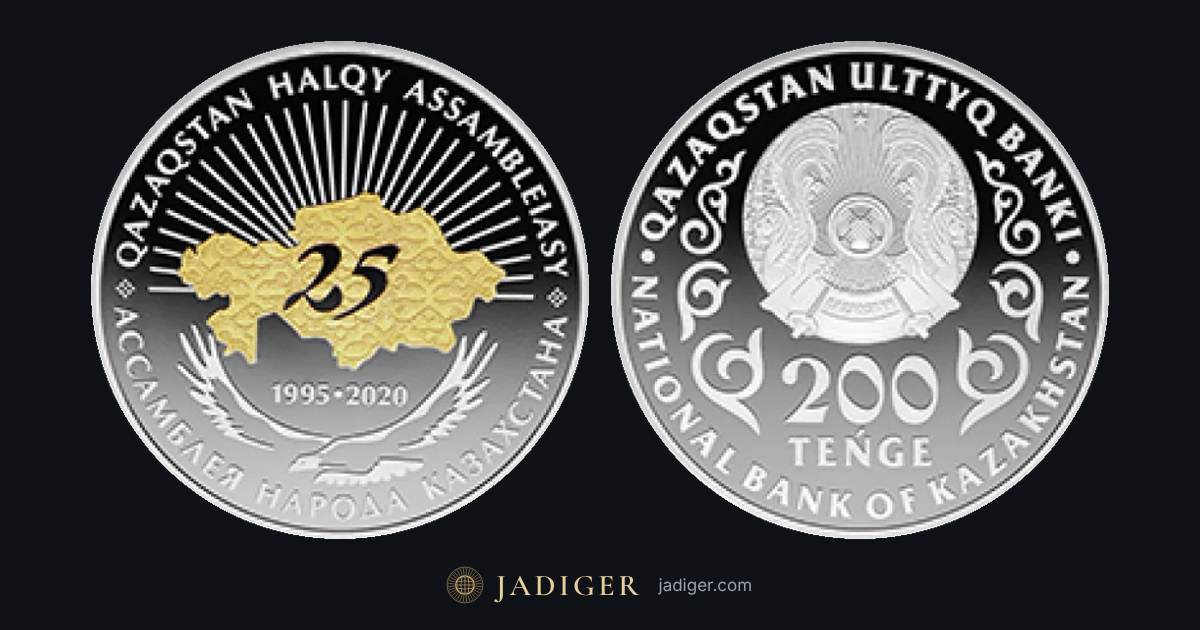 QAZAQSTAN HALQY ASSAMBLEIASY
25
1995•2020
АССАМБЛЕЯ НАРОДА КАЗАХСТАНА
• QAZAQSTAN ULTTYQ BANKI •
200
TEŃGE
NATIONAL BANK OF KAZAKHSTAN
JADIGER jadiger.com